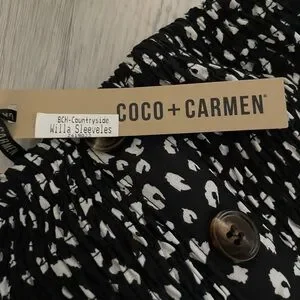 COCO + CARMEN®
BCH-Countryside
Willa Sleeveles